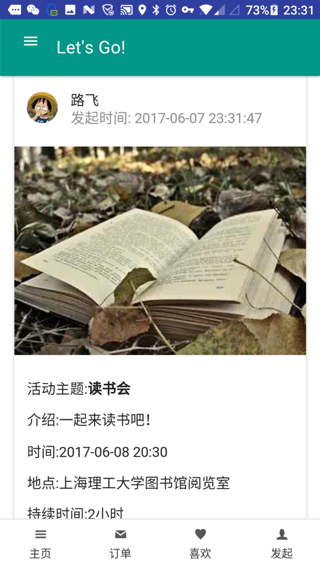 73% 23:31
Let's Go!
路飞
发起时间: 2017-06-07 23:31:47
活动主题:读书会
介绍:一起来读书吧！
时间:2017-06-08 20:30
地点:上海理工大学图书馆阅览室
持续时间:2小时
主页 订单 喜欢 发起